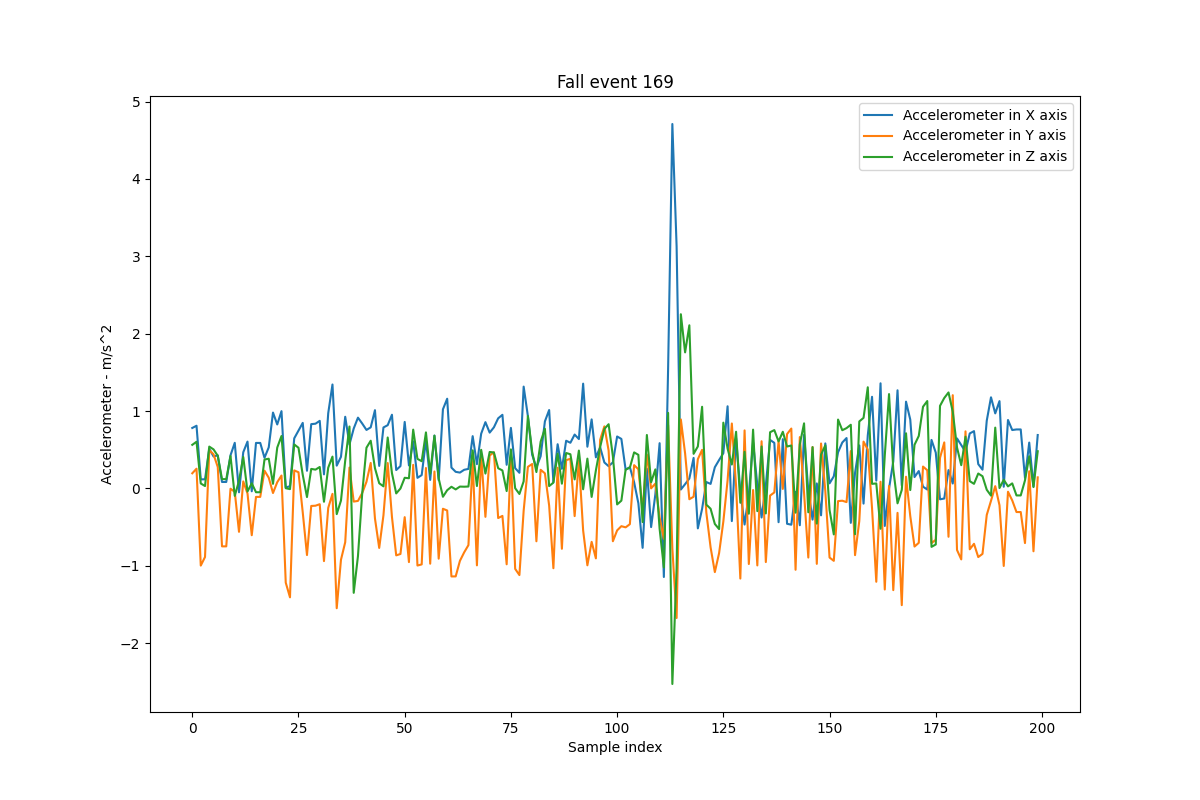 Fall event 169
Accelerometer in X axis
Accelerometer in Y axis
Accelerometer in Z axis
5
4
3
2
1
0
−1
−2
Accelerometer - m/s^2
0 25 50 75 100 125 150 175 200
Sample index